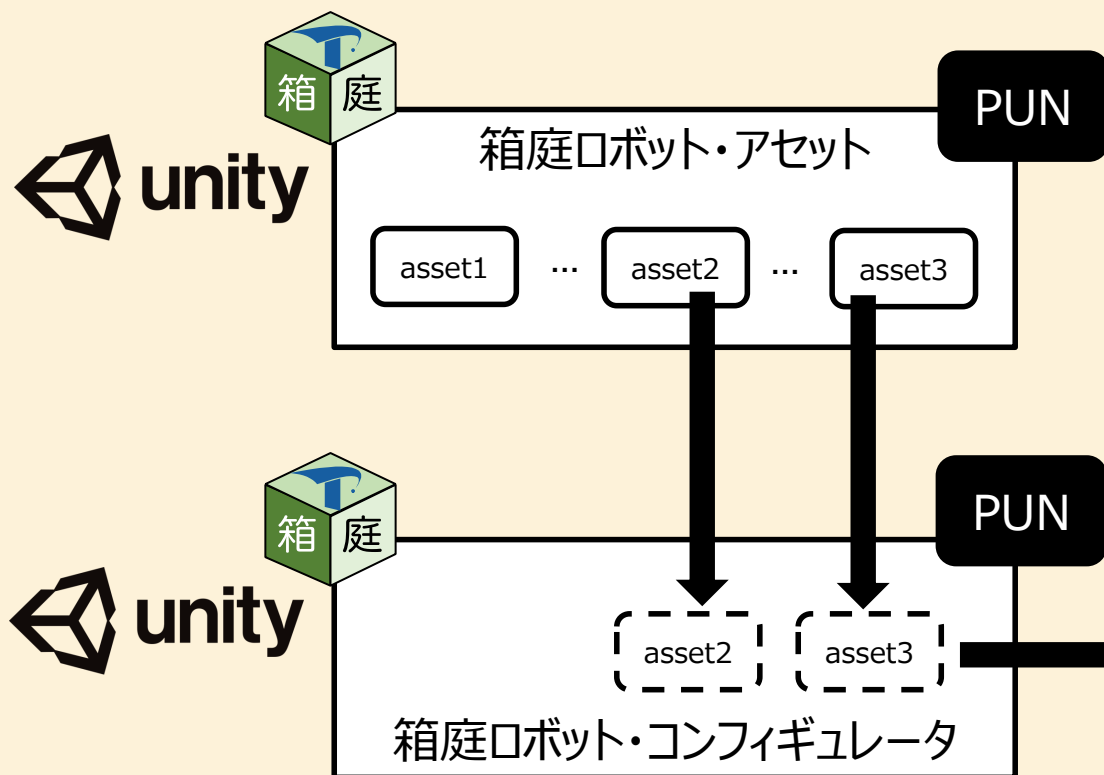 箱 庭
PUN
箱庭ロボット・アセット
unity
asset1 … asset2 … asset3
箱 庭
PUN
unity
asset2 asset3
箱庭ロボット・コンフィギュレータ